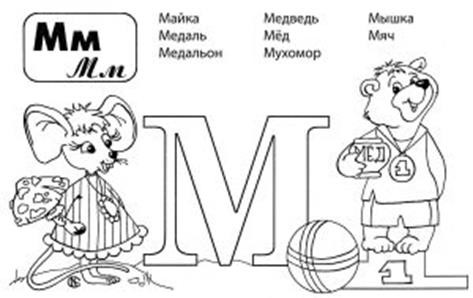 Мм
Мм
Майка
Медаль
Медальон
Медведь
Мёд
Мухомор
Мышка
Мяч
М
МЁД
1
1